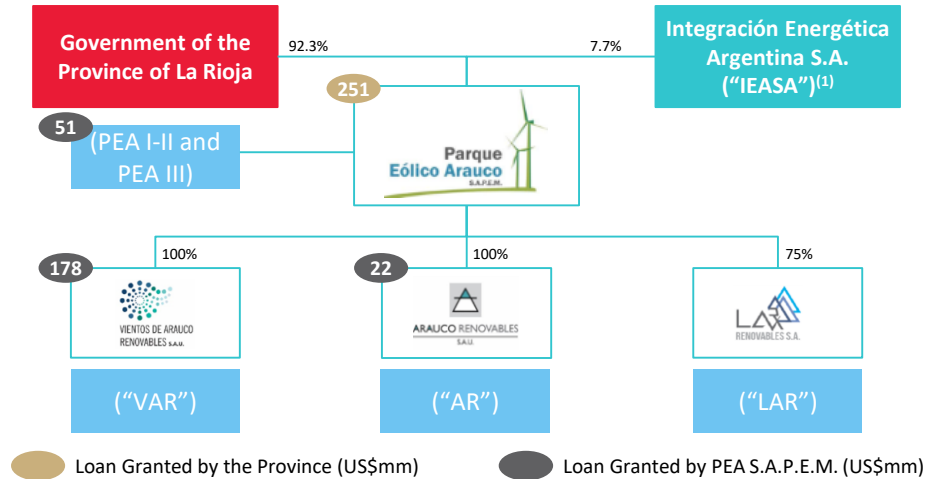 Government of the
Province of La Rioja
92.3%
7.7%
Integración Energética
Argentina S.A.
(“IEASA”)(1)
251
51
(PEA I-II and
PEA III)
Parque
Eólico Arauco
S.A.P.E.M.
100%
100%
75%
178
22
VIENTOS DE ARAUCO
RENOVABLES S.A.U.
ARAUCO RENOVABLES
S.A.U.
LAR
RENOVABLES S.A.
(“VAR”)
(“AR”)
(“LAR”)
Loan Granted by the Province (US$mm)
Loan Granted by PEA S.A.P.E.M. (US$mm)